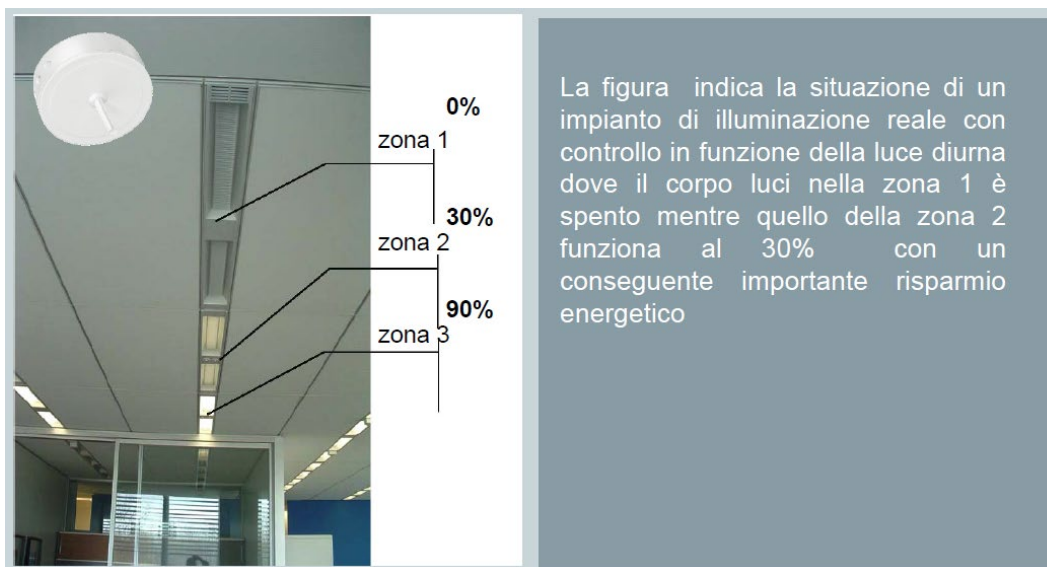 0%
zona 1
30%
zona 2
90%
zona 3
La figura indica la situazione di un
impianto di illuminazione reale con
controllo in funzione della luce diurna
dove il corpo luci nella zona 1 è
spento mentre quello della zona 2
funziona al 30% con un
conseguente importante risparmio
energetico